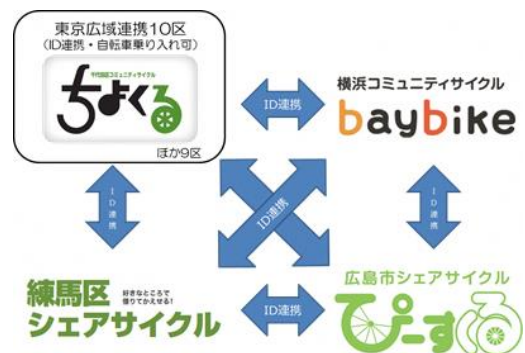 東京広域連携10区
(ID連携・自転車乗り入れ可)
千代田区コミュニティサイクル
ちよくる
ほか9区
ID連携
横浜コミュニティサイクル
baybike
ID連携
ID連携
ID連携
練馬区
好きなところで
借りてかえせる!
シェアサイクル
ID連携
広島市シェアサイクル
ぴーすくる